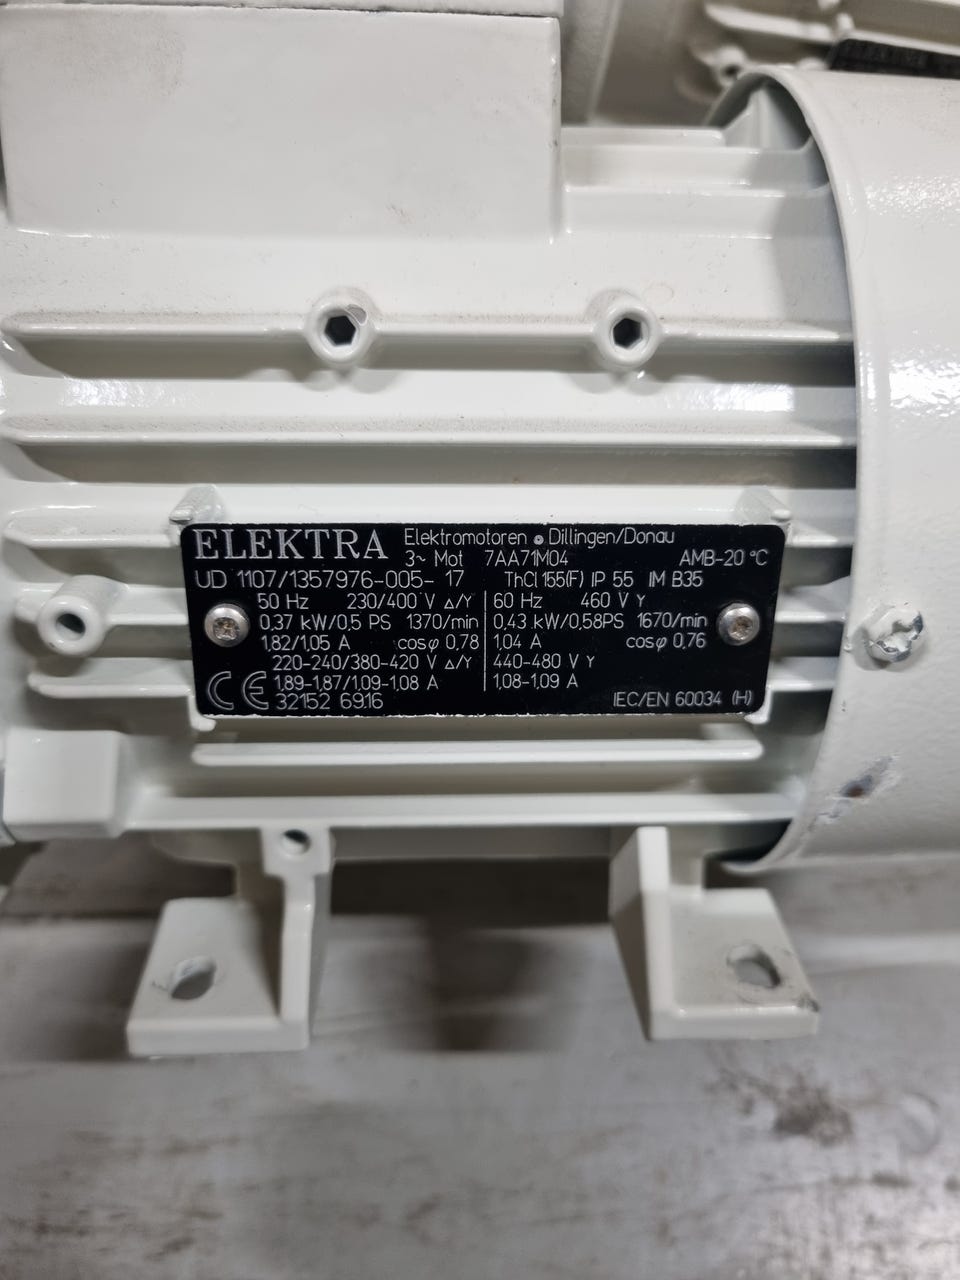 ELEKTRA Elektromotoren • Dillingen/Donau
3~ Mot 7AA71M04 AMB-20 °C
UD 1107/1357976-005-17 ThCl 155(F) IP 55 IM B35
50 Hz 230/400 V Δ/Y 60 Hz 460 V Y
0,37 kW/0,5 PS 1370/min 0,43 kW/0,58PS 1670/min
1,82/1,05 A cosφ 0,78 1,04 A cosφ 0,76
220-240/380-420 V Δ/Y 440-480 V Y
1,89-1,87/1,09-1,08 A 1,08-1,09 A
CE 32152 6916 IEC/EN 60034 (H)